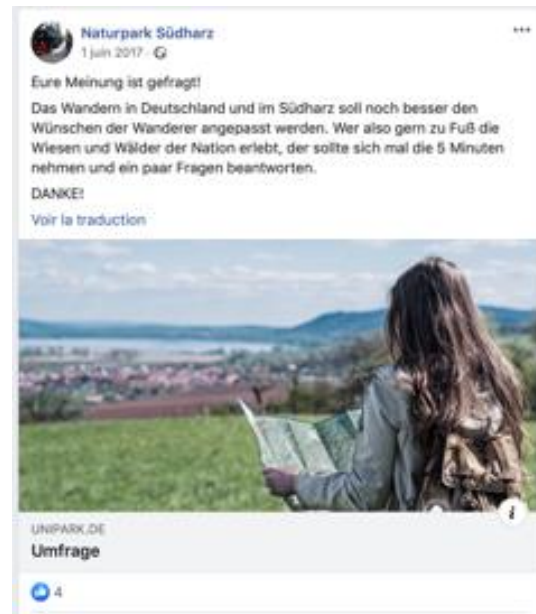 Naturpark Südharz
1 juin 2017
Eure Meinung ist gefragt!
Das Wandern in Deutschland und im Südharz soll noch besser den
Wünschen der Wanderer angepasst werden. Wer also gern zu Fuß die
Wiesen und Wälder der Nation erlebt, der sollte sich mal die 5 Minuten
nehmen und ein paar Fragen beantworten.
DANKE!
Voir la traduction
UNIPARK.DE
Umfrage
4